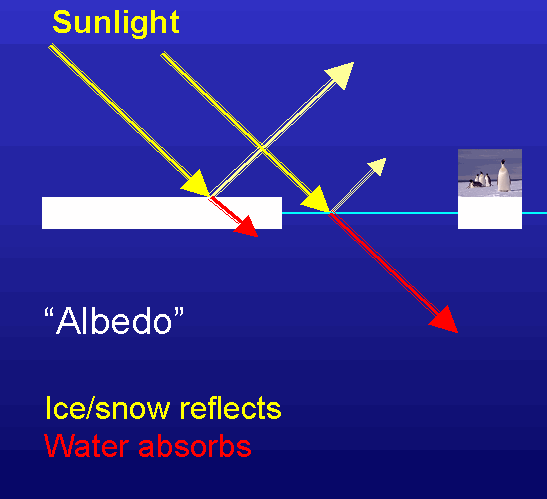 Sunlight
“Albedo”
Ice/snow reflects
Water absorbs